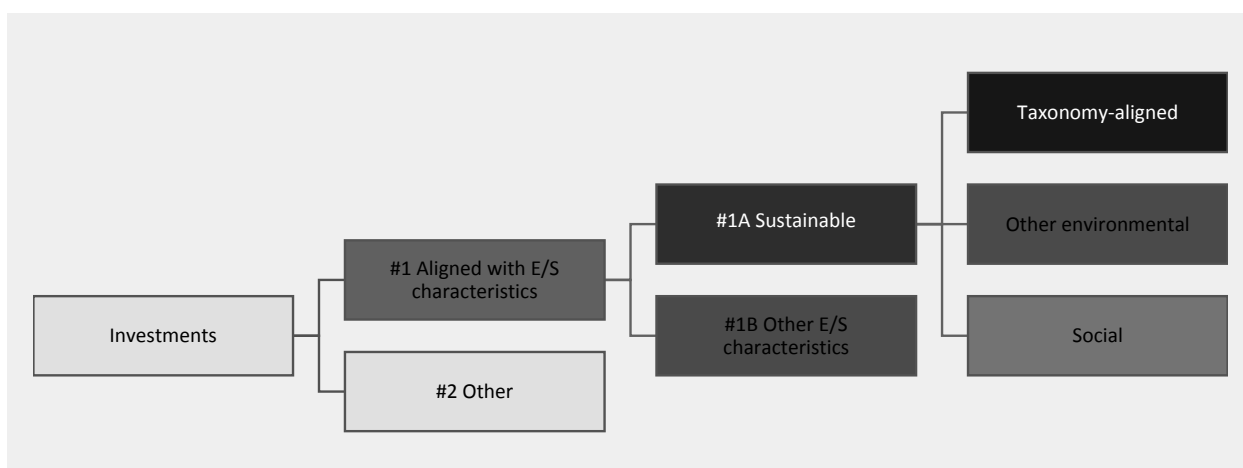 Investments
#1 Aligned with E/S
characteristics
#2 Other
#1A Sustainable
#1B Other E/S
characteristics
Taxonomy-aligned
Other environmental
Social